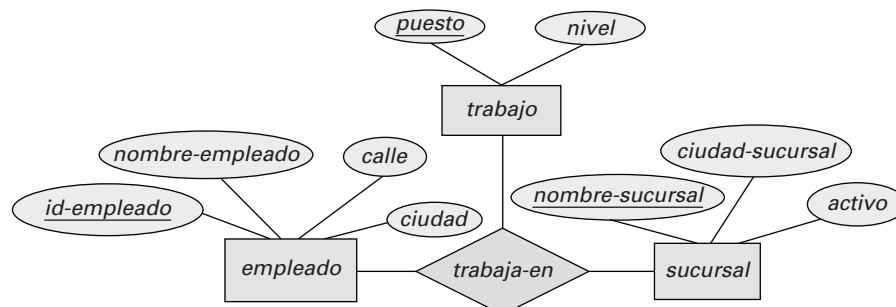 puesto
nivel
trabajo
nombre-empleado
calle
ciudad-sucursal
id-empleado
ciudad
nombre-sucursal
activo
empleado
trabaja-en
sucursal